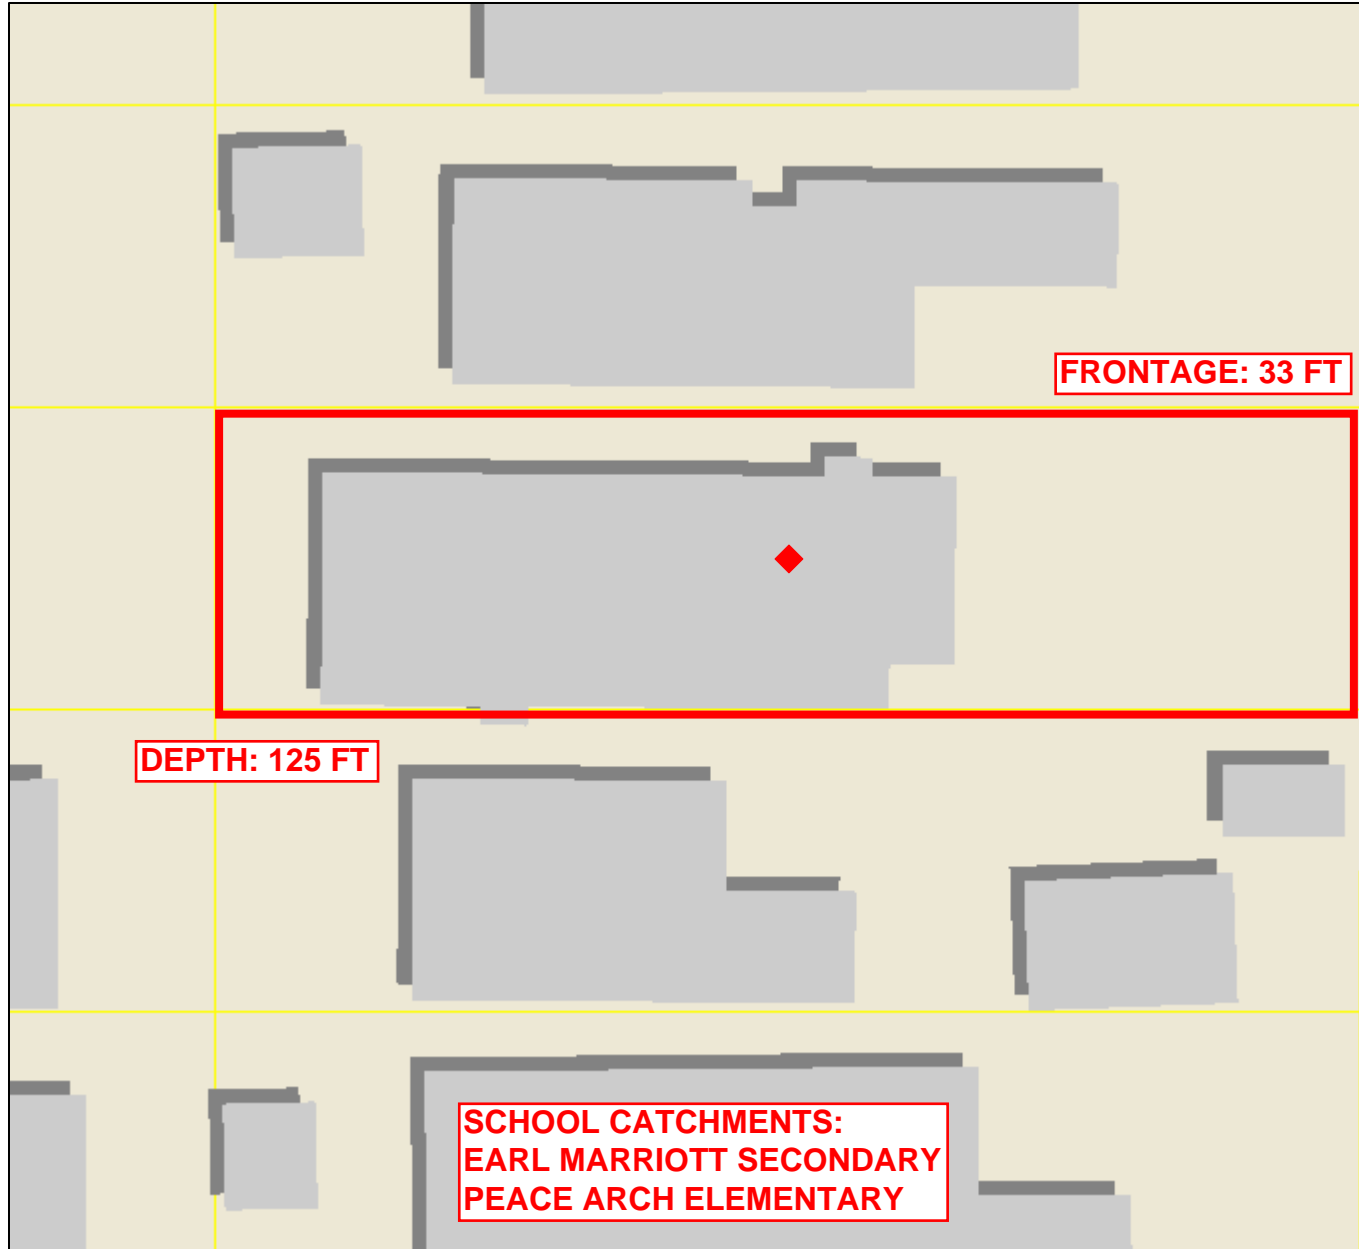 FRONTAGE: 33 FT
DEPTH: 125 FT
SCHOOL CATCHMENTS:
EARL MARRIOTT SECONDARY
PEACE ARCH ELEMENTARY